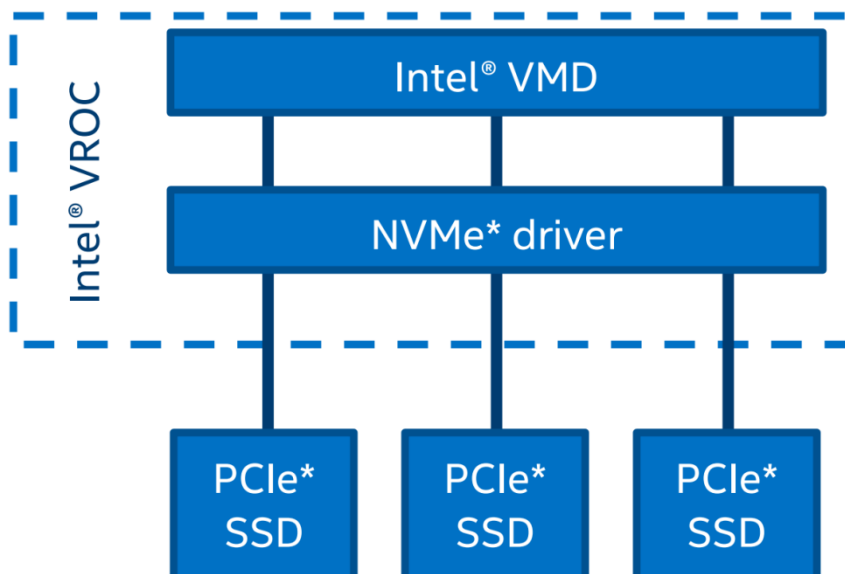 Intel® VROC
Intel® VMD
NVMe* driver
PCIe*
SSD
PCIe*
SSD
PCIe*
SSD